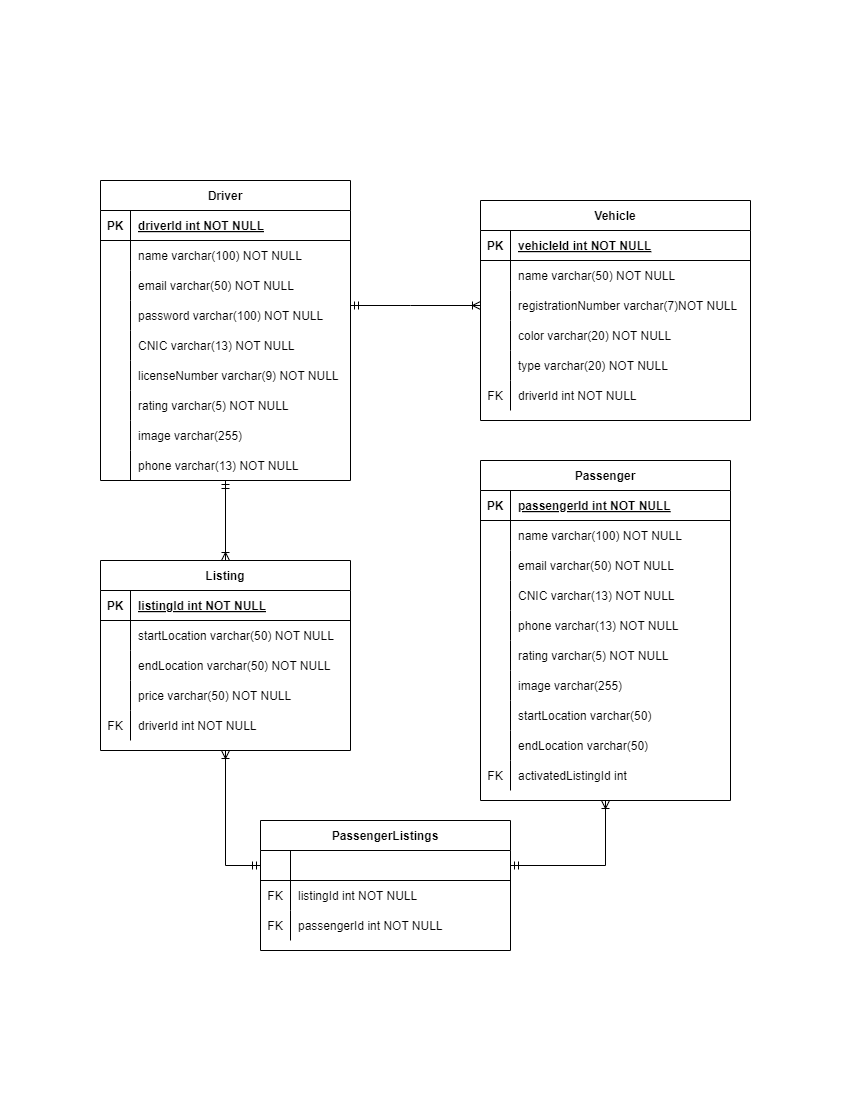 Driver
PK driverId int NOT NULL
name varchar(100) NOT NULL
email varchar(50) NOT NULL
password varchar(100) NOT NULL
CNIC varchar(13) NOT NULL
licenseNumber varchar(9) NOT NULL
rating varchar(5) NOT NULL
image varchar(255)
phone varchar(13) NOT NULL
Vehicle
PK vehicleId int NOT NULL
name varchar(50) NOT NULL
registrationNumber varchar(7)NOT NULL
color varchar(20) NOT NULL
type varchar(20) NOT NULL
FK driverId int NOT NULL
Passenger
PK passengerId int NOT NULL
name varchar(100) NOT NULL
email varchar(50) NOT NULL
CNIC varchar(13) NOT NULL
phone varchar(13) NOT NULL
rating varchar(5) NOT NULL
image varchar(255)
startLocation varchar(50)
endLocation varchar(50)
FK activatedListingId int
Listing
PK listingId int NOT NULL
startLocation varchar(50) NOT NULL
endLocation varchar(50) NOT NULL
price varchar(50) NOT NULL
FK driverId int NOT NULL
PassengerListings
FK listingId int NOT NULL
FK passengerId int NOT NULL